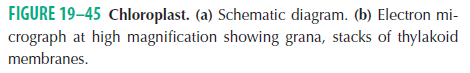 FIGURE 19–45 Chloroplast. (a) Schematic diagram. (b) Electron mi-
crograph at high magnification showing grana, stacks of thylakoid
membranes.